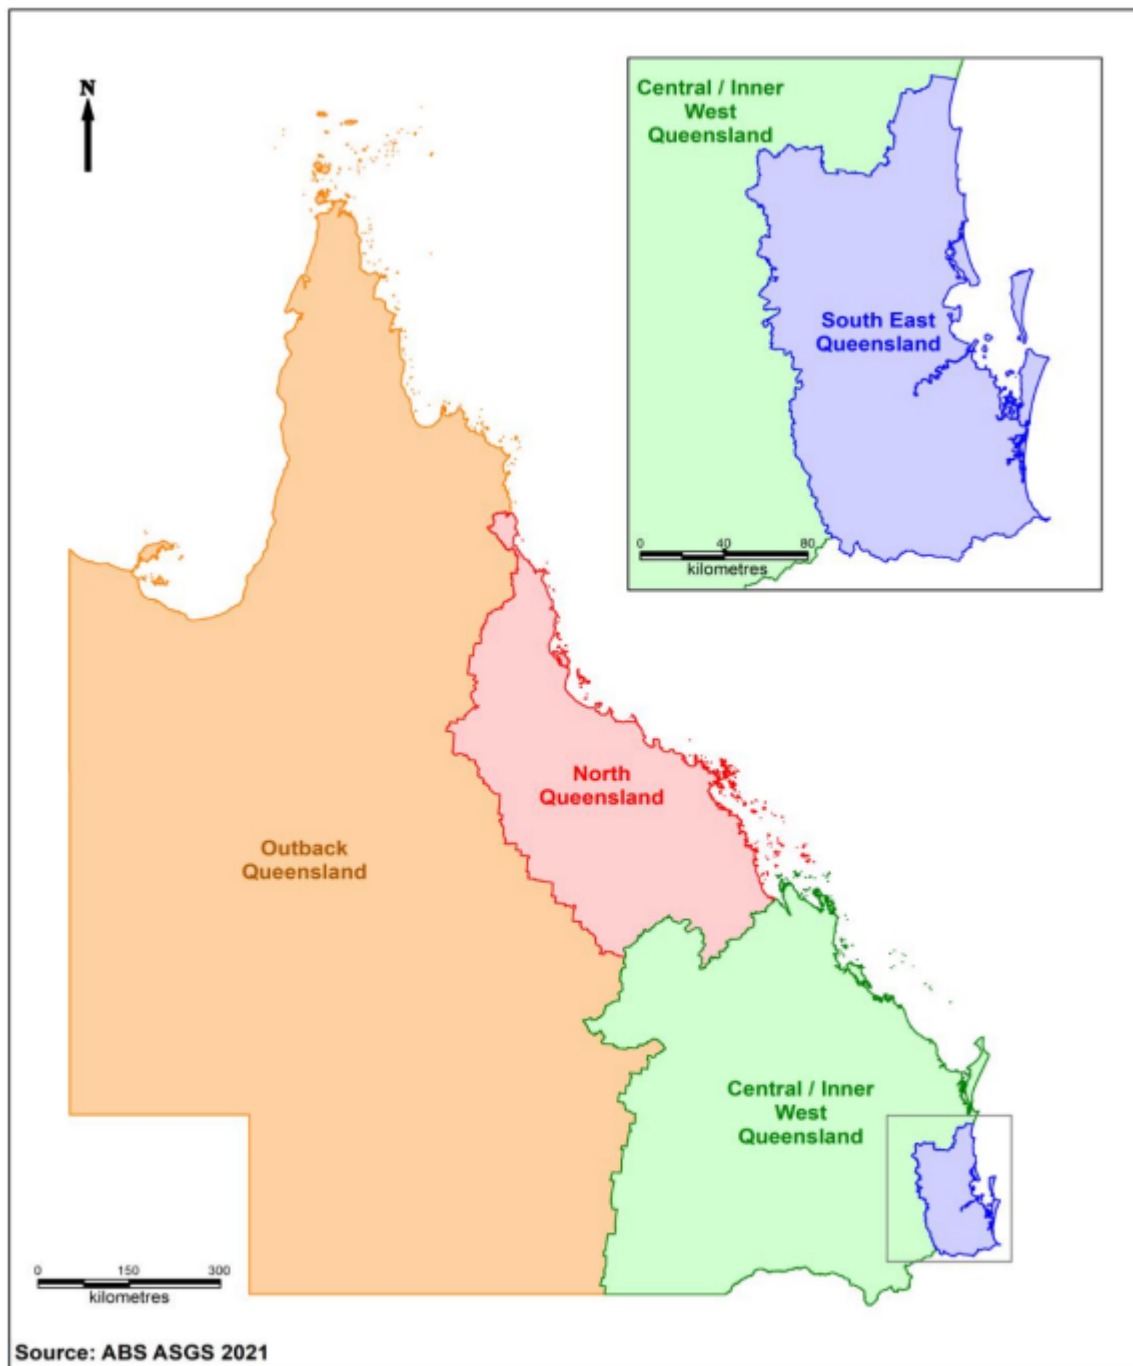 N
Central / Inner
West
Queensland
South East
Queensland
0 40 80
kilometres
North
Queensland
Outback
Queensland
Central / Inner
West
Queensland
0 150 300
kilometres
Source: ABS ASGS 2021